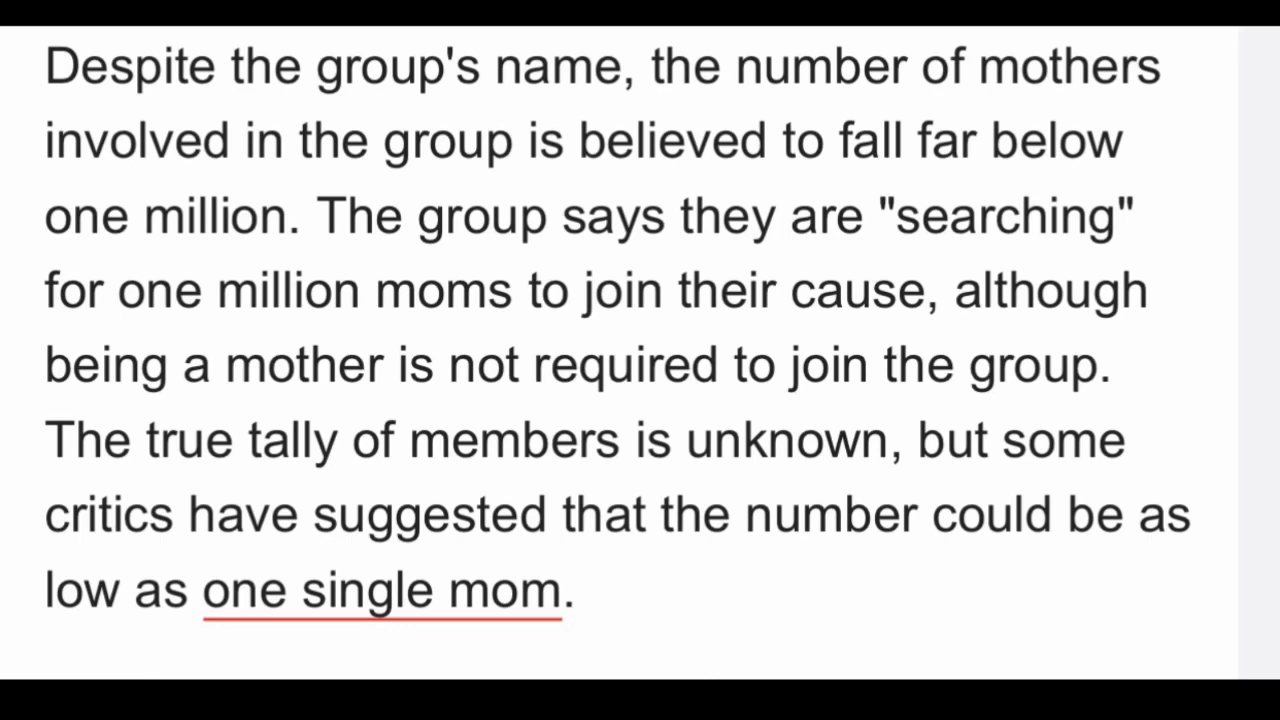 Despite the group's name, the number of mothers
involved in the group is believed to fall far below
one million. The group says they are "searching"
for one million moms to join their cause, although
being a mother is not required to join the group.
The true tally of members is unknown, but some
critics have suggested that the number could be as
low as one single mom.